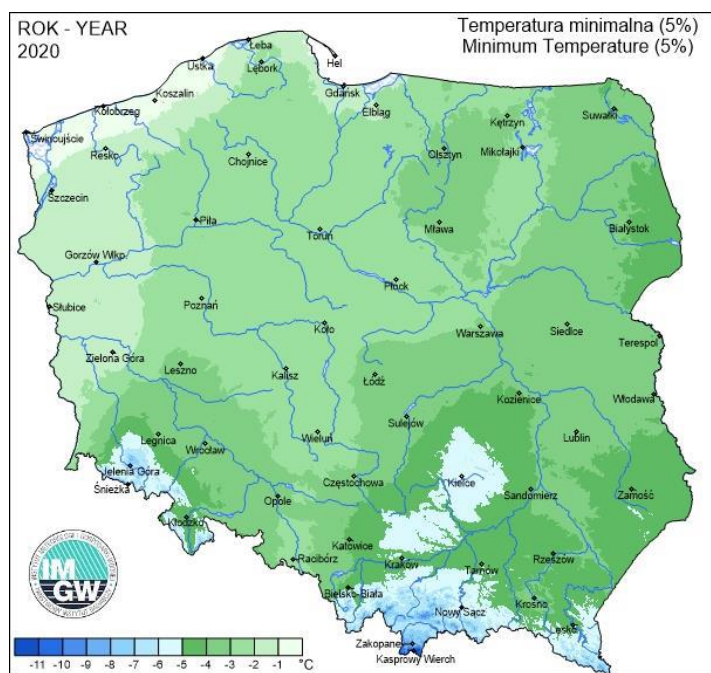 ROK - YEAR
2020
Temperatura minimalna (5%)
Minimum Temperature (5%)
Łeba
Ustka
Lębork
Hel
Koszalin
Gdańsk
Kołobrzeg
Elbląg
Kętrzyn
Suwałki
Świnoujście
Resko
Chojnice
Olsztyn
Mikołajki
Szczecin
Piła
Toruń
Mława
Białystok
Gorzów Wlkp.
Płock
Słubice
Poznań
Koło
Warszawa
Siedlce
Terespol
Zielona Góra
Leszno
Kalisz
Łódź
Kozienice
Włodawa
Sulejów
Legnica
Wrocław
Wieluń
Lublin
Jelenia Góra
Śnieżka
Opole
Częstochowa
Kielce
Sandomierz
Zamość
Kłodzko
Racibórz
Katowice
Kraków
Tarnów
Rzeszów
Bielsko-Biała
Nowy Sącz
Krosno
Lesko
Zakopane
Kasprowy Wierch
IM
GW
-11 -10 -9 -8 -7 -6 -5 -4 -3 -2 -1 °C